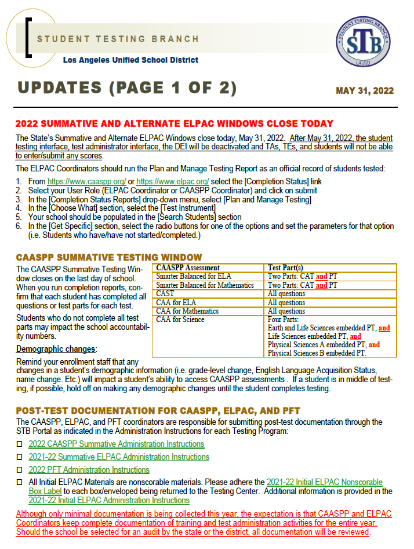 STUDENT TESTING BRANCH
Los Angeles Unified School District
STUDENT TESTING BRANCH
STB
LAUSD
UPDATES (PAGE 1 OF 2)
MAY 31, 2022
2022 SUMMATIVE AND ALTERNATE ELPAC WINDOWS CLOSE TODAY
The State's Summative and Alternate ELPAC Windows close today, May 31, 2022. After May 31, 2022, the student
testing interface, test administrator interface, the DEI will be deactivated and TAs, TEs, and students will not be able
to enter/submit any scores.
The ELPAC Coordinators should run the Plan and Manage Testing Report as an official record of students tested:
1. From https://www.caaspp.org/ or https://www.elpac.org/ select the [Completion Status] link
2. Select your User Role (ELPAC Coordinator or CAASPP Coordinator) and click on submit
3. In the [Completion Status Reports] drop-down menu, select [Plan and Manage Testing]
4. In the [Choose What] section, select the [Test Instrument]
5. Your school should be populated in the [Search Students] section
6. In the [Get Specific] section, select the radio buttons for one of the options and set the parameters for that option
(i.e. Students who have/have not started/completed.)
CAASPP SUMMATIVE TESTING WINDOW
The CAASPP Summative Testing Win-
dow closes on the last day of school.
When you run completion reports, con-
firm that each student has completed all
questions or test parts for each test.
Students who do not complete all test
parts may impact the school accountabil-
ity numbers.
Demographic changes:
CAASPP Assessment Test Part(s)
Smarter Balanced for ELA Two Parts: CAT and PT
Smarter Balanced for Mathematics Two Parts: CAT and PT
CAST All questions
CAA for ELA All questions
CAA for Mathematics All questions
CAA for Science Four Parts:
Earth and Life Sciences embedded PT, and
Life Sciences embedded PT, and
Physical Sciences A embedded PT, and
Physical Sciences B embedded PT.
Remind your enrollment staff that any
changes in a student's demographic information (i.e. grade-level change, English Language Acquisition Status,
name change, Etc.) will impact a student's ability to access CAASPP assessments . If a student is in middle of test-
ing, if possible, hold off on making any demographic changes until the student completes testing.
POST-TEST DOCUMENTATION FOR CAASPP, ELPAC, AND PFT
The CAASPP, ELPAC, and PFT coordinators are responsible for submitting post-test documentation through the
STB Portal as indicated in the Administration Instructions for each Testing Program:
☐ 2022 CAASPP Summative Administration Instructions
☐ 2021-22 Summative ELPAC Administration Instructions
☐ 2022 PFT Administration Instructions
☐ All Initial ELPAC Materials are nonscorable materials. Please adhere the 2021-22 Initial ELPAC Nonscorable
Box Label to each box/enveloped being returned to the Testing Center. Additional information is provided in the
2021-22 Initial ELPAC Administration Instructions
Although only minimal documentation is being collected this year, the expectation is that CAASPP and ELPAC
Coordinators keep complete documentation of training and test administration activities for the entire year.
Should the school be selected for an audit by the state or the district, all documentation will be reviewed.